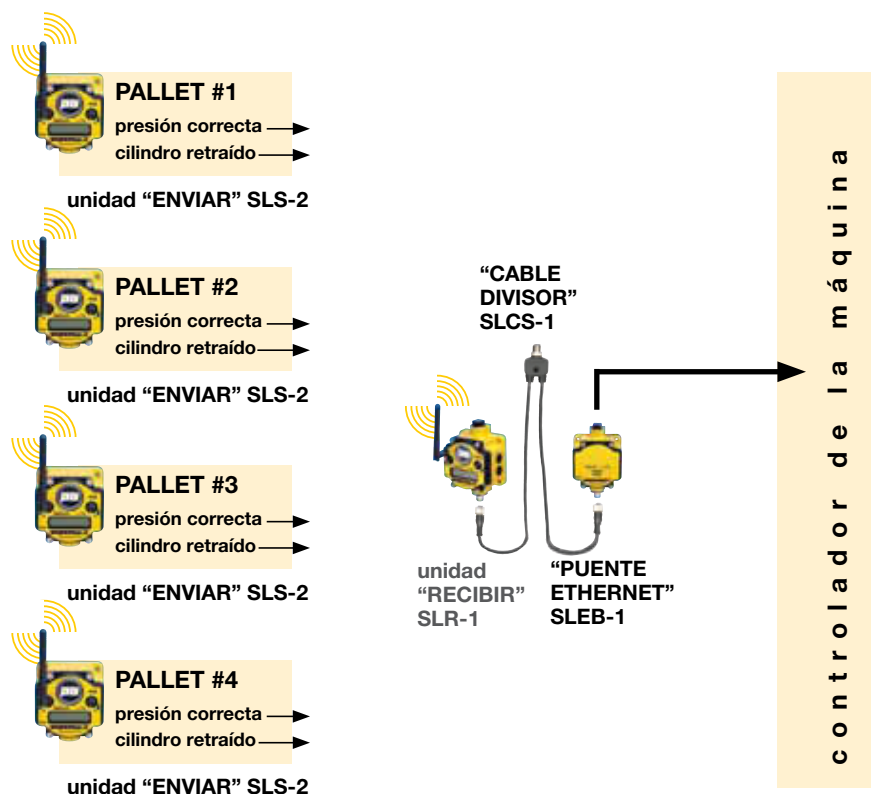 PALLET #1
presión correcta
cilindro retraído
unidad “ENVIAR” SLS-2
PALLET #2
presión correcta
cilindro retraído
unidad “ENVIAR” SLS-2
PALLET #3
presión correcta
cilindro retraído
unidad “ENVIAR” SLS-2
PALLET #4
presión correcta
cilindro retraído
unidad “ENVIAR” SLS-2
“CABLE
DIVISOR”
SLCS-1
unidad
“RECIBIR”
SLR-1
“PUENTE
ETHERNET”
SLEB-1
controlador de la máquina